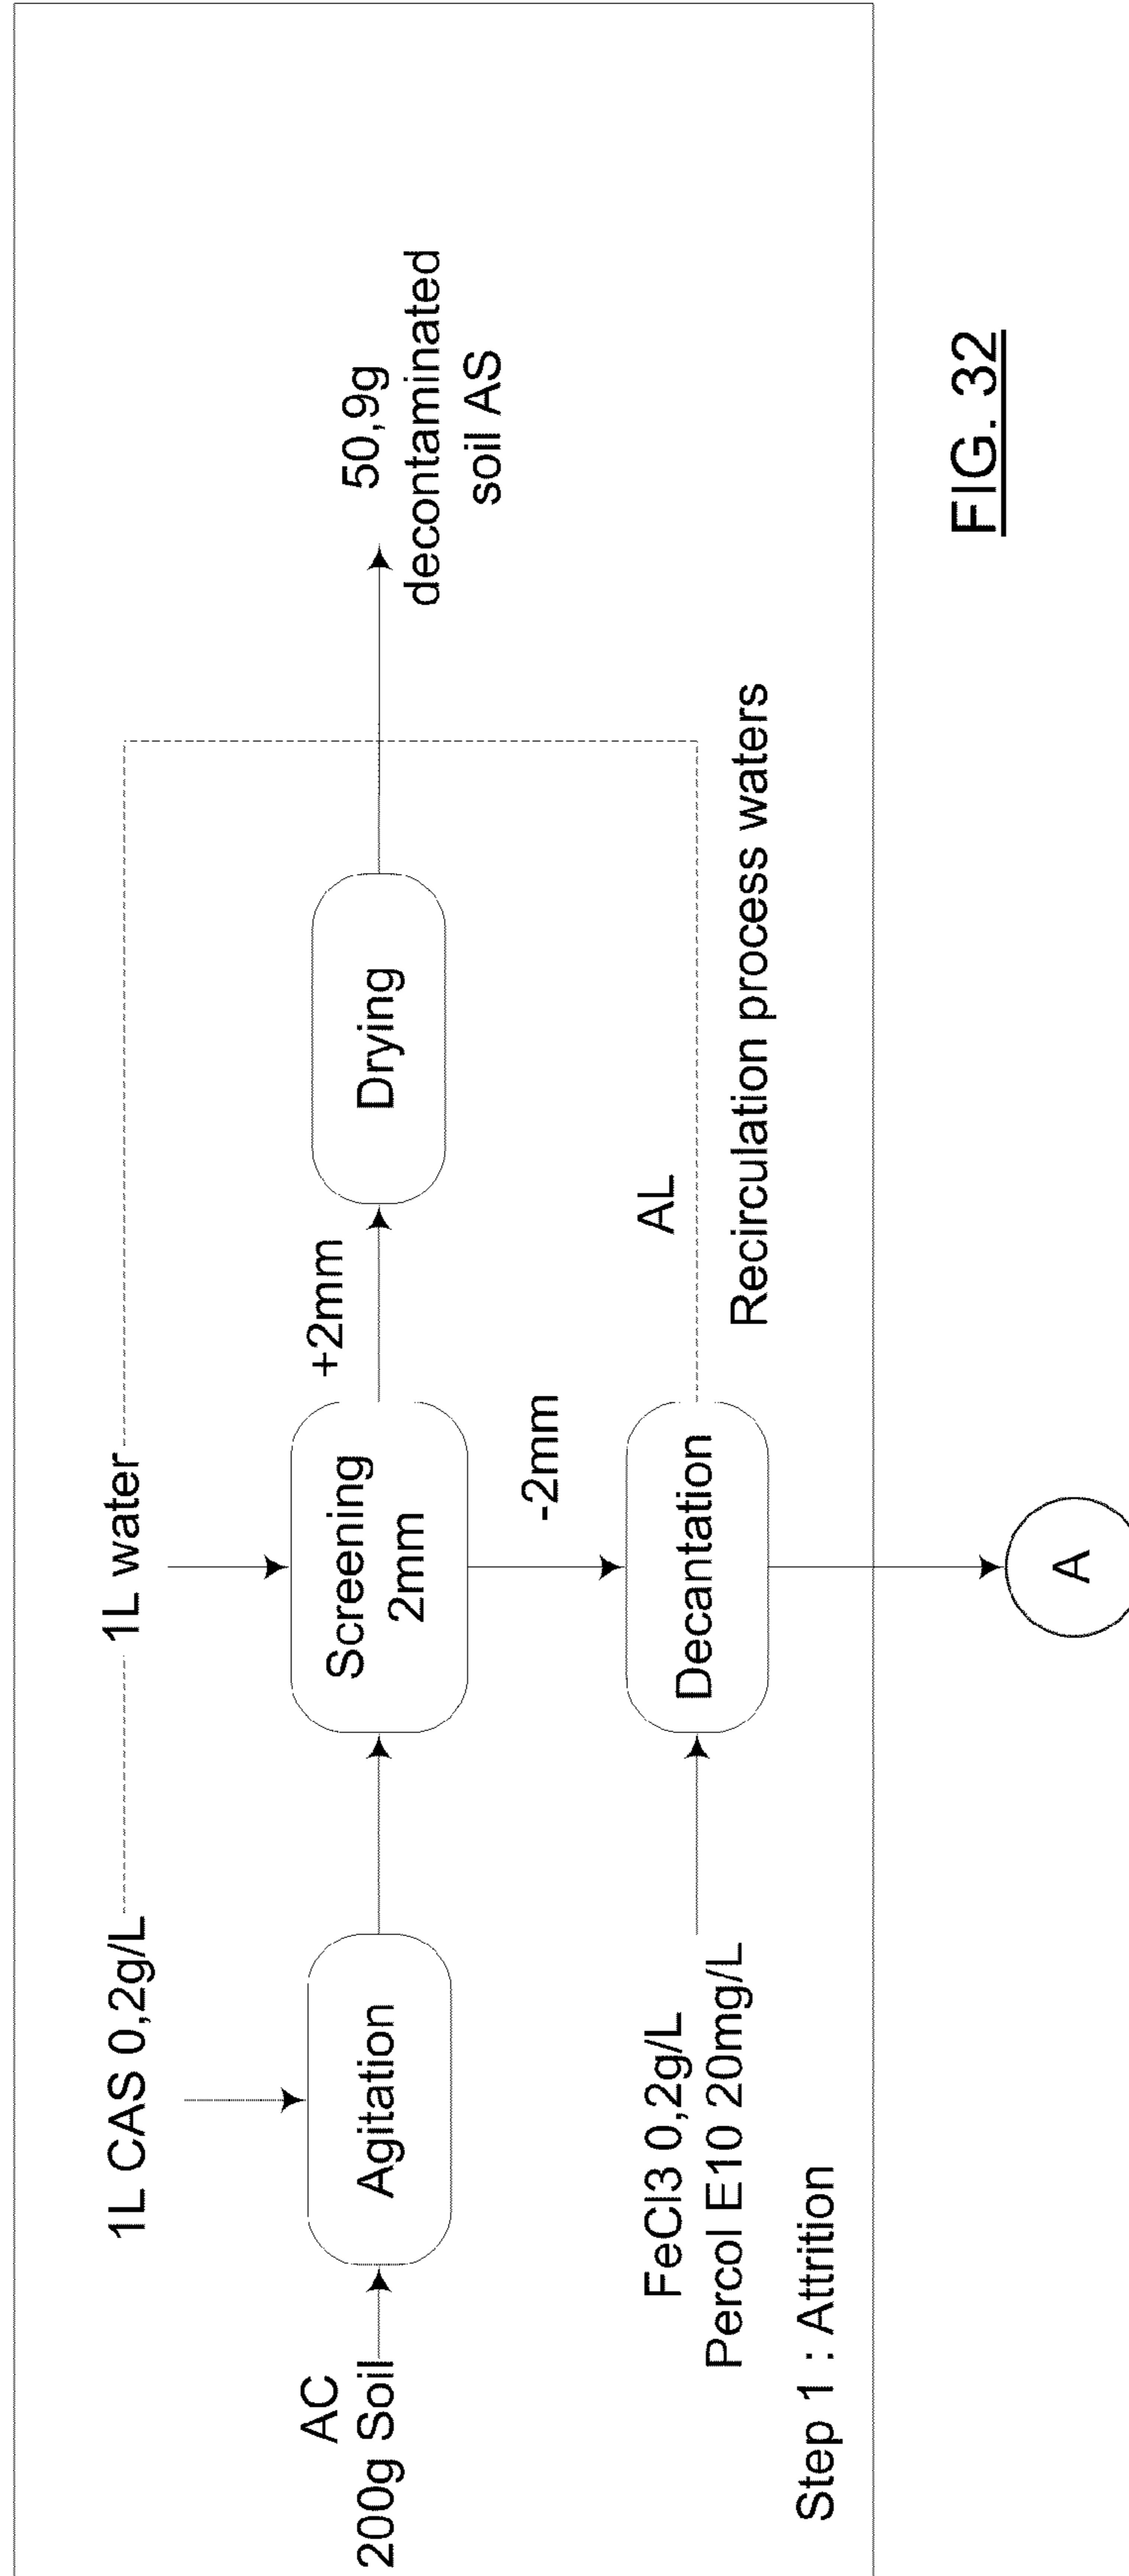 1L CAS 0,2g/L
1L water
AC
200g Soil
Agitation
Screening
2mm
+2mm
Drying
50,9g
decontaminated
soil AS
-2mm
FeCl3 0,2g/L
Percol E10 20mg/L
Decantation
AL
Recirculation process waters
Step 1 : Attrition
A
FIG. 32